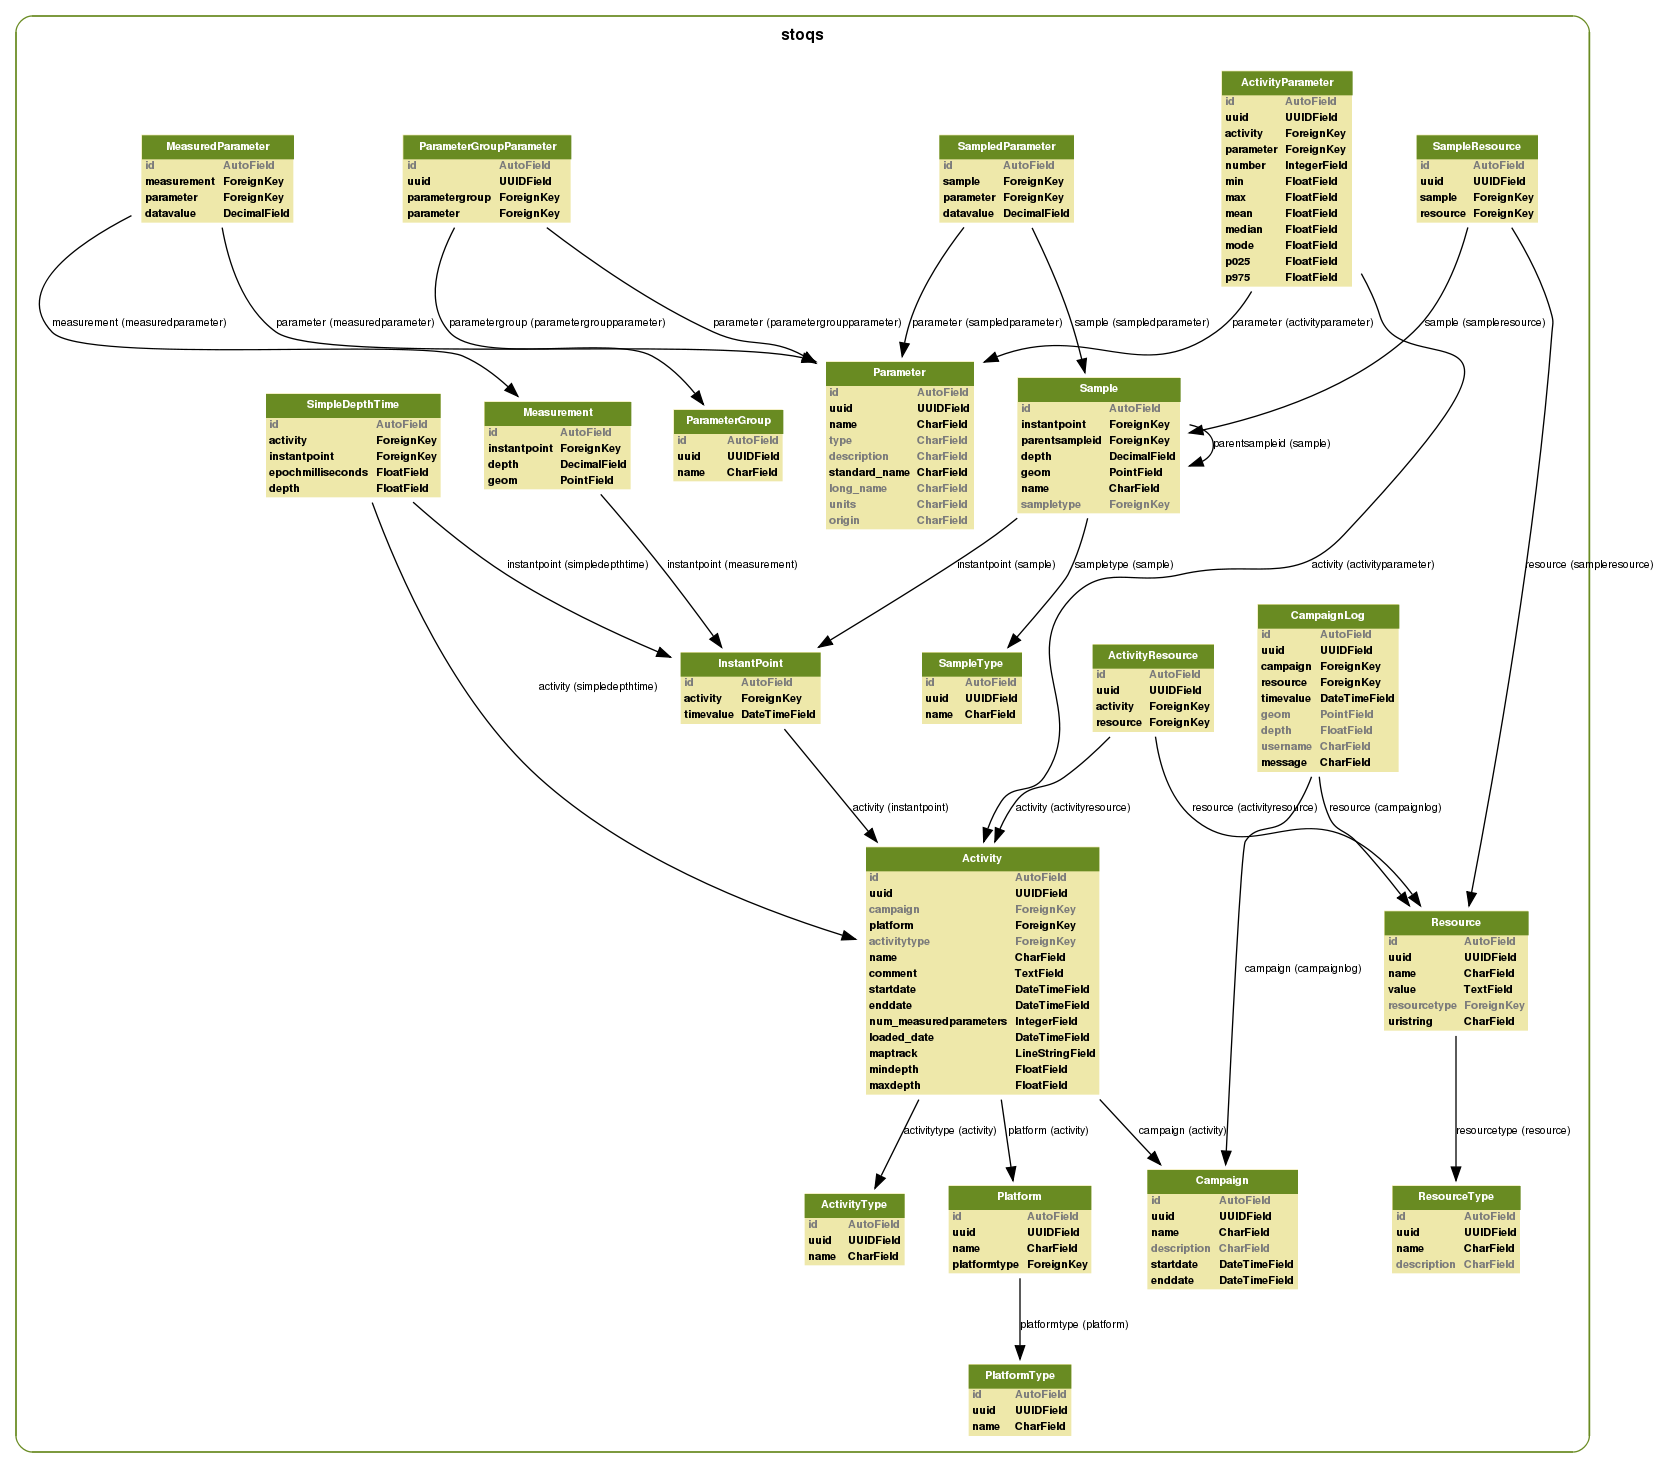 stoqs
ActivityParameter
id AutoField
uuid UUIDField
activity ForeignKey
parameter ForeignKey
number IntegerField
min FloatField
max FloatField
mean FloatField
median FloatField
mode FloatField
p025 FloatField
p975 FloatField
MeasuredParameter
id AutoField
measurement ForeignKey
parameter ForeignKey
datavalue DecimalField
ParameterGroupParameter
id AutoField
uuid UUIDField
parametergroup ForeignKey
parameter ForeignKey
SampledParameter
id AutoField
sample ForeignKey
parameter ForeignKey
datavalue DecimalField
SampleResource
id AutoField
uuid UUIDField
sample ForeignKey
resource ForeignKey
measurement (measuredparameter)
parameter (measuredparameter)
parametergroup (parametergroupparameter)
parameter (parametergroupparameter)
parameter (sampledparameter)
sample (sampledparameter)
parameter (activityparameter)
sample (sampleresource)
SimpleDepthTime
id AutoField
activity ForeignKey
instantpoint ForeignKey
epochmilliseconds FloatField
depth FloatField
Measurement
id AutoField
instantpoint ForeignKey
depth DecimalField
geom PointField
ParameterGroup
id AutoField
uuid UUIDField
name CharField
Parameter
id AutoField
uuid UUIDField
name CharField
type CharField
description CharField
standard_name CharField
long_name CharField
units CharField
origin CharField
Sample
id AutoField
instantpoint ForeignKey
parentsampleid ForeignKey
depth DecimalField
geom PointField
name CharField
sampletype ForeignKey
parentsampleid (sample)
instantpoint (simpledepthtime)
instantpoint (measurement)
instantpoint (sample)
sampletype (sample)
activity (activityparameter)
resource (sampleresource)
activity (simpledepthtime)
InstantPoint
id AutoField
activity ForeignKey
timevalue DateTimeField
SampleType
id AutoField
uuid UUIDField
name CharField
ActivityResource
id AutoField
uuid UUIDField
activity ForeignKey
resource ForeignKey
CampaignLog
id AutoField
uuid UUIDField
campaign ForeignKey
resource ForeignKey
timevalue DateTimeField
geom PointField
depth FloatField
username CharField
message CharField
activity (instantpoint)
activity (activityresource)
resource (activityresource)
resource (campaignlog)
Activity
id AutoField
uuid UUIDField
campaign ForeignKey
platform ForeignKey
activitytype ForeignKey
name CharField
comment TextField
startdate DateTimeField
enddate DateTimeField
num_measuredparameters IntegerField
loaded_date DateTimeField
maptrack LineStringField
mindepth FloatField
maxdepth FloatField
campaign (campaignlog)
Resource
id AutoField
uuid UUIDField
name CharField
value TextField
resourcetype ForeignKey
uristring CharField
activitytype (activity)
platform (activity)
campaign (activity)
resourcetype (resource)
ActivityType
id AutoField
uuid UUIDField
name CharField
Platform
id AutoField
uuid UUIDField
name CharField
platformtype ForeignKey
Campaign
id AutoField
uuid UUIDField
name CharField
description CharField
startdate DateTimeField
enddate DateTimeField
ResourceType
id AutoField
uuid UUIDField
name CharField
description CharField
platformtype (platform)
PlatformType
id AutoField
uuid UUIDField
name CharField